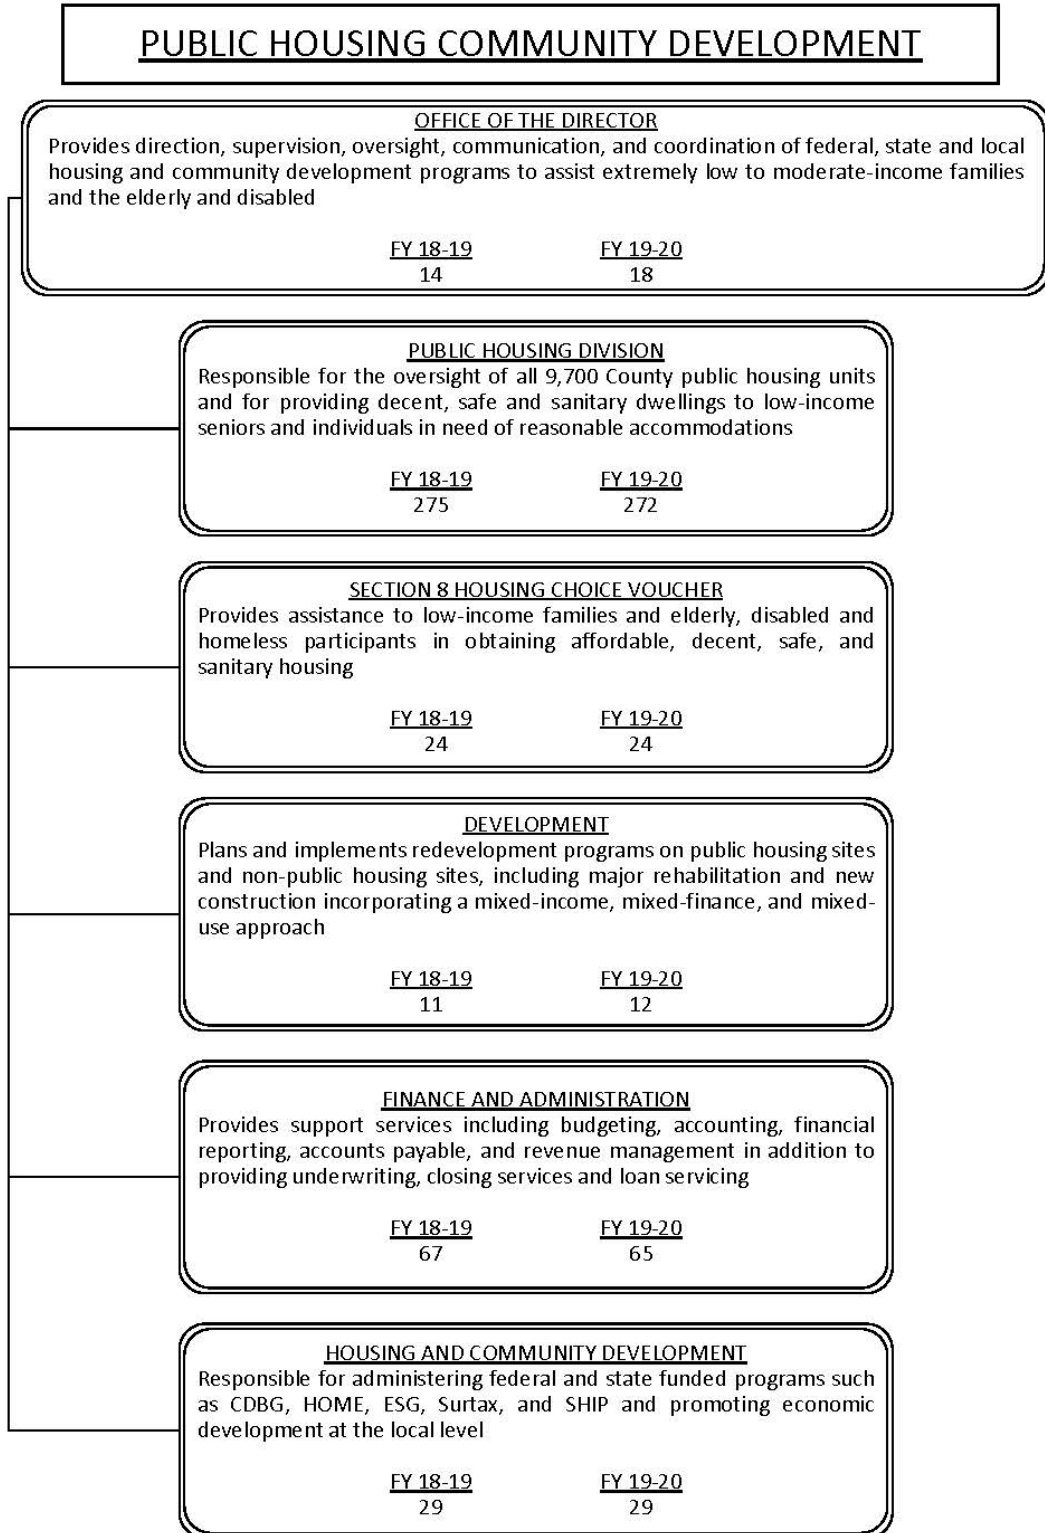 PUBLIC HOUSING COMMUNITY DEVELOPMENT
OFFICE OF THE DIRECTOR
Provides direction, supervision, oversight, communication, and coordination of federal, state and local
housing and community development programs to assist extremely low to moderate-income families
and the elderly and disabled
FY 18-19 FY 19-20
14 18
PUBLIC HOUSING DIVISION
Responsible for the oversight of all 9,700 County public housing units
and for providing decent, safe and sanitary dwellings to low-income
seniors and individuals in need of reasonable accommodations
FY 18-19 FY 19-20
275 272
SECTION 8 HOUSING CHOICE VOUCHER
Provides assistance to low-income families and elderly, disabled and
homeless participants in obtaining affordable, decent, safe, and
sanitary housing
FY 18-19 FY 19-20
24 24
DEVELOPMENT
Plans and implements redevelopment programs on public housing sites
and non-public housing sites, including major rehabilitation and new
construction incorporating a mixed-income, mixed-finance, and mixed-
use approach
FY 18-19 FY 19-20
11 12
FINANCE AND ADMINISTRATION
Provides support services including budgeting, accounting, financial
reporting, accounts payable, and revenue management in addition to
providing underwriting, closing services and loan servicing
FY 18-19 FY 19-20
67 65
HOUSING AND COMMUNITY DEVELOPMENT
Responsible for administering federal and state funded programs such
as CDBG, HOME, ESG, Surtax, and SHIP and promoting economic
development at the local level
FY 18-19 FY 19-20
29 29